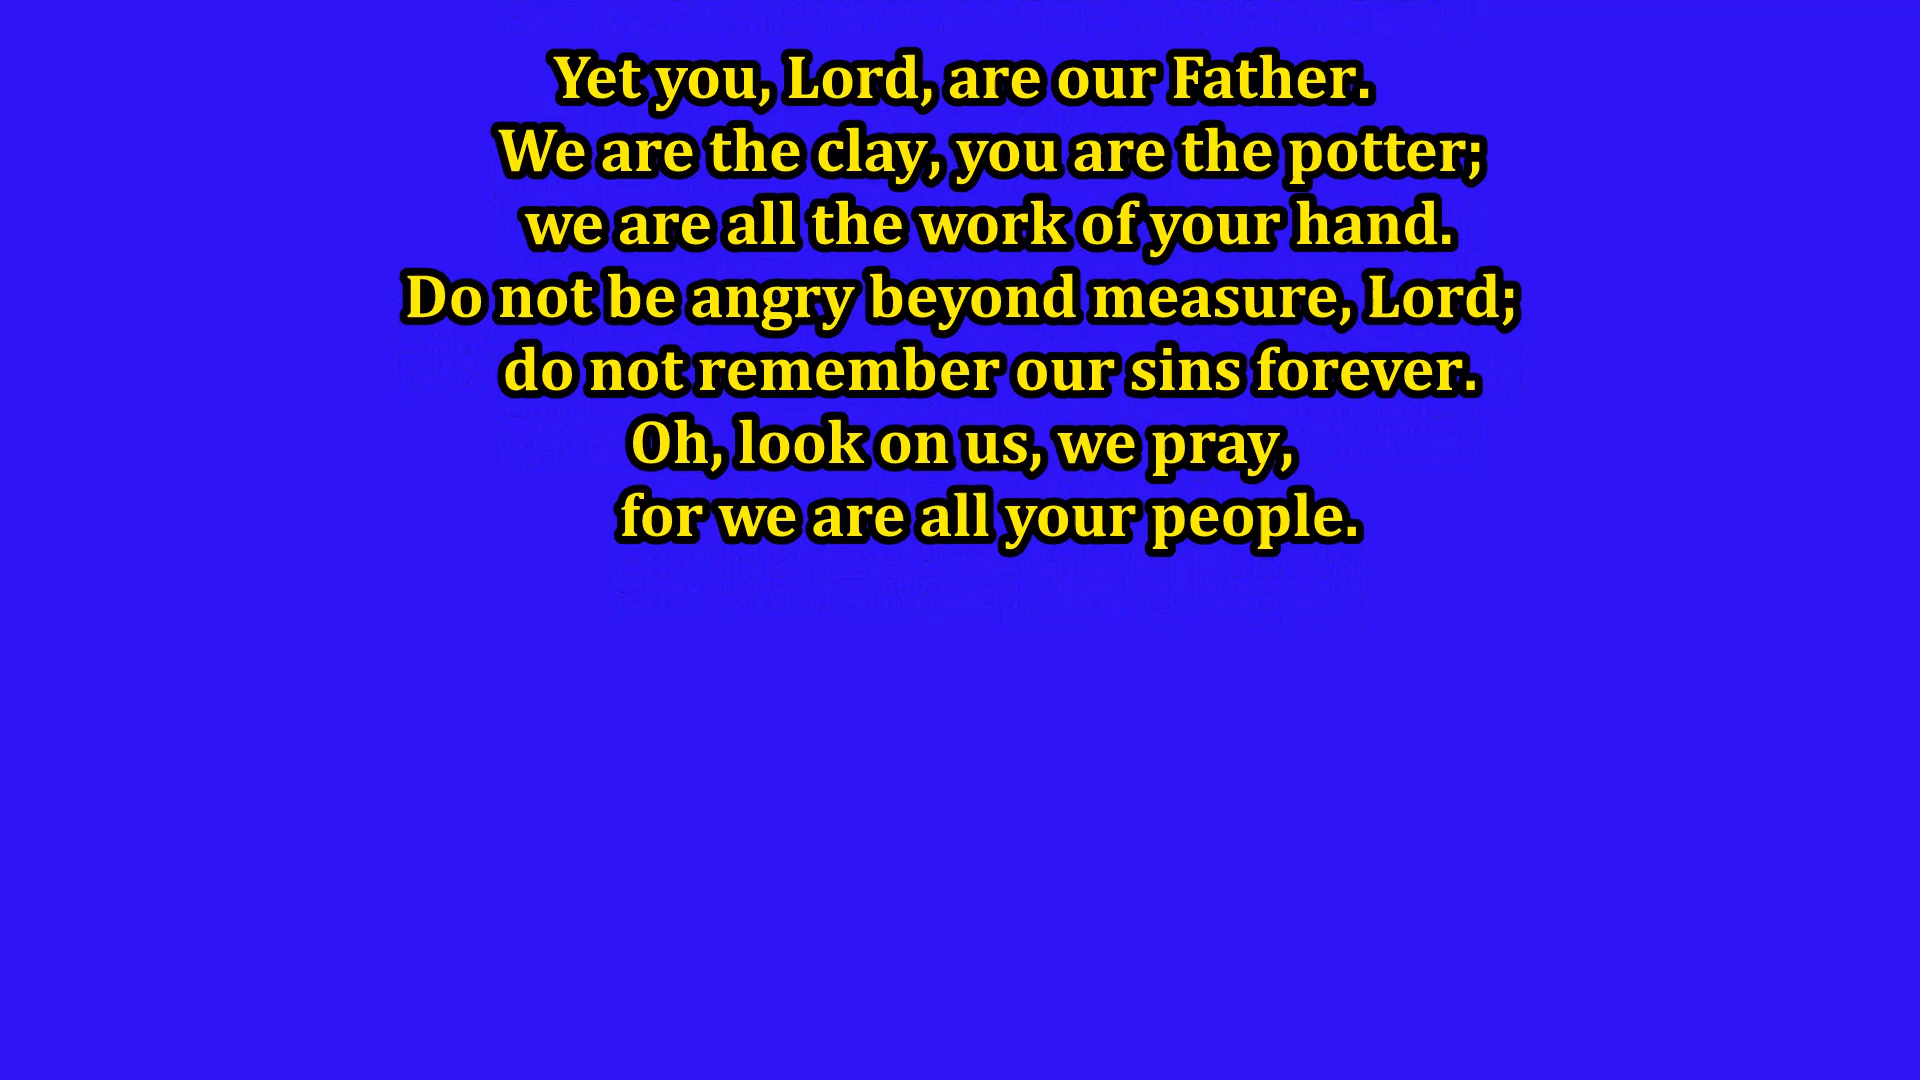 Yet you, Lord, are our Father.
We are the clay, you are the potter;
we are all the work of your hand.
Do not be angry beyond measure, Lord;
do not remember our sins forever.
Oh, look on us, we pray,
for we are all your people.